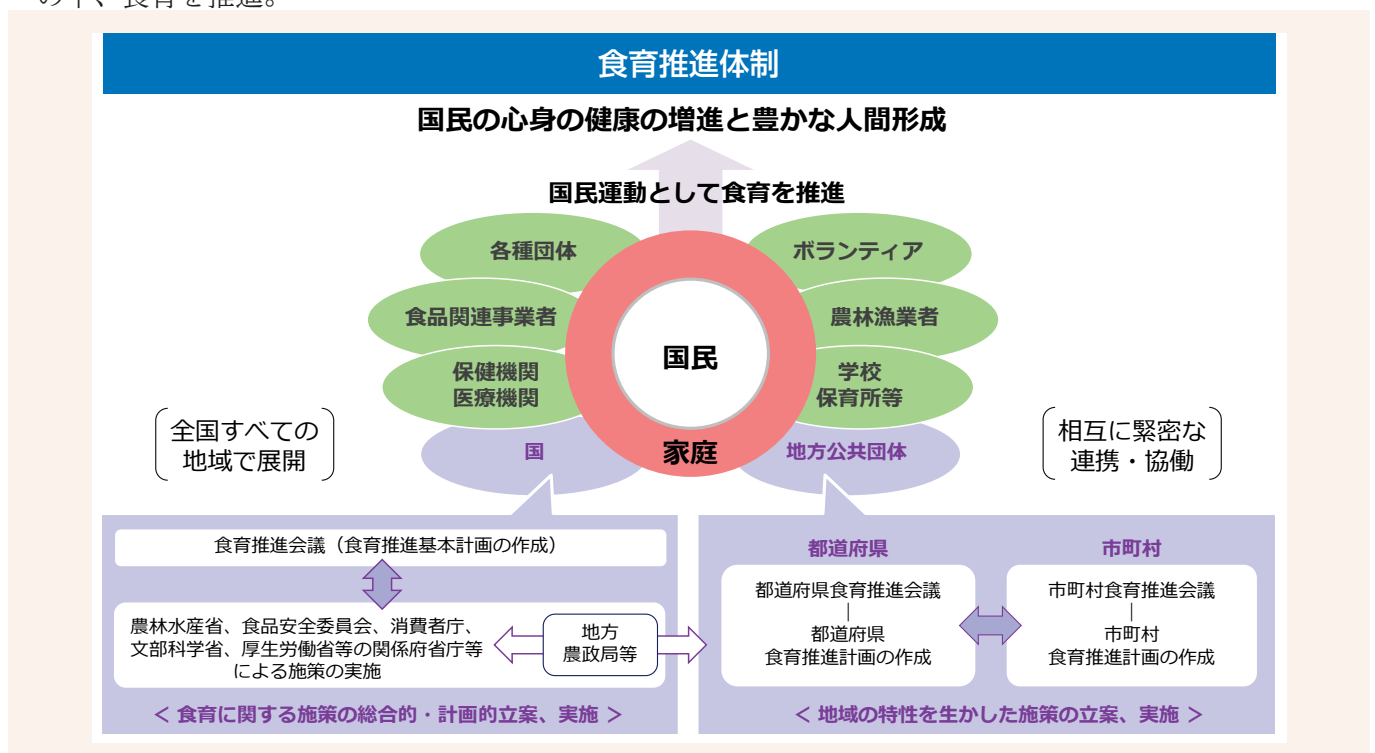 の下、食育を推進。
食育推進体制
国民の心身の健康の増進と豊かな人間形成
国民運動として食育を推進
各種団体
ボランティア
食品関連事業者
農林漁業者
国民
保健機関
医療機関
学校
保育所等
全国すべての
地域で展開
相互に緊密な
連携・協働
国
家庭
地方公共団体
食育推進会議（食育推進基本計画の作成）
農林水産省、食品安全委員会、消費者庁、
文部科学省、厚生労働省等の関係府省庁等
による施策の実施
地方
農政局等
＜ 食育に関する施策の総合的・計画的立案、実施 ＞
都道府県
都道府県食育推進会議
都道府県
食育推進計画の作成
市町村
市町村食育推進会議
市町村
食育推進計画の作成
＜ 地域の特性を生かした施策の立案、実施 ＞